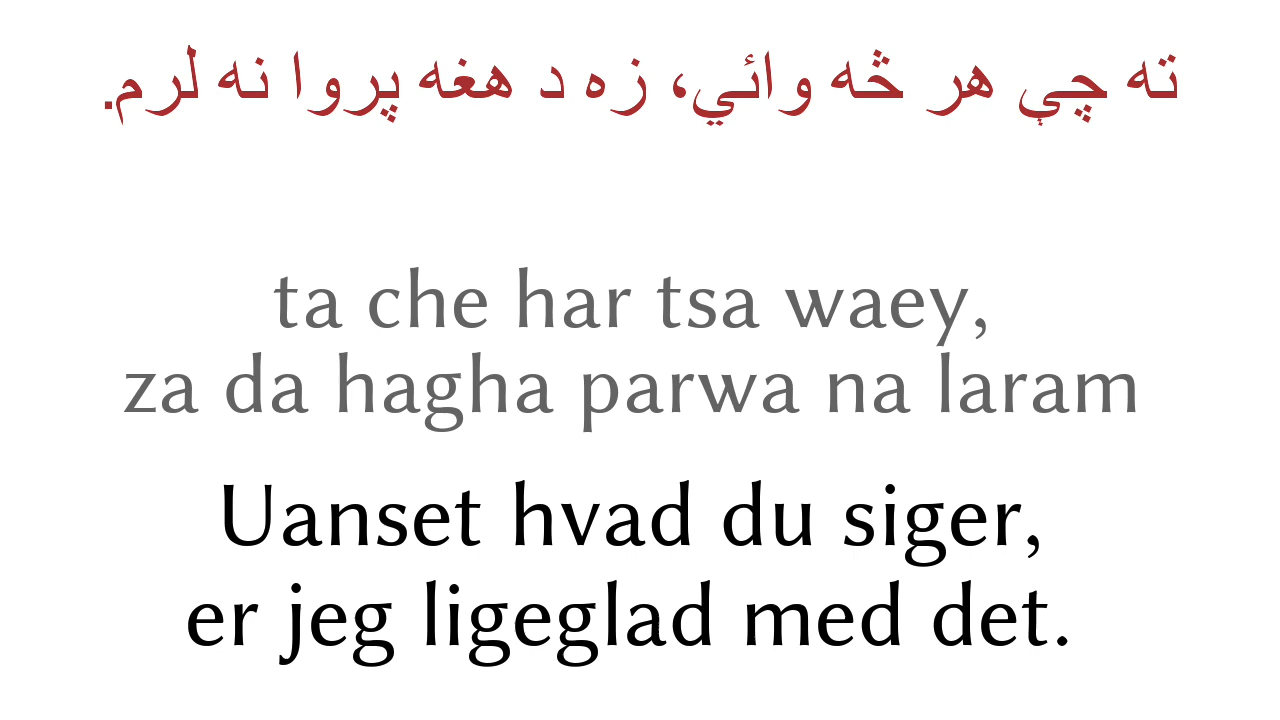 ته چې هر څه وائي، زه د هغه پروا نه لرم.
ta che har tsa waey,
za da hagha parwa na laram
Uanset hvad du siger,
er jeg ligeglad med det.